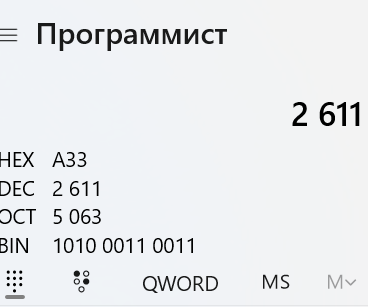 Программист
2 611
HEX A33
DEC 2 611
OCT 5 063
BIN 1010 0011 0011
QWORD MS M